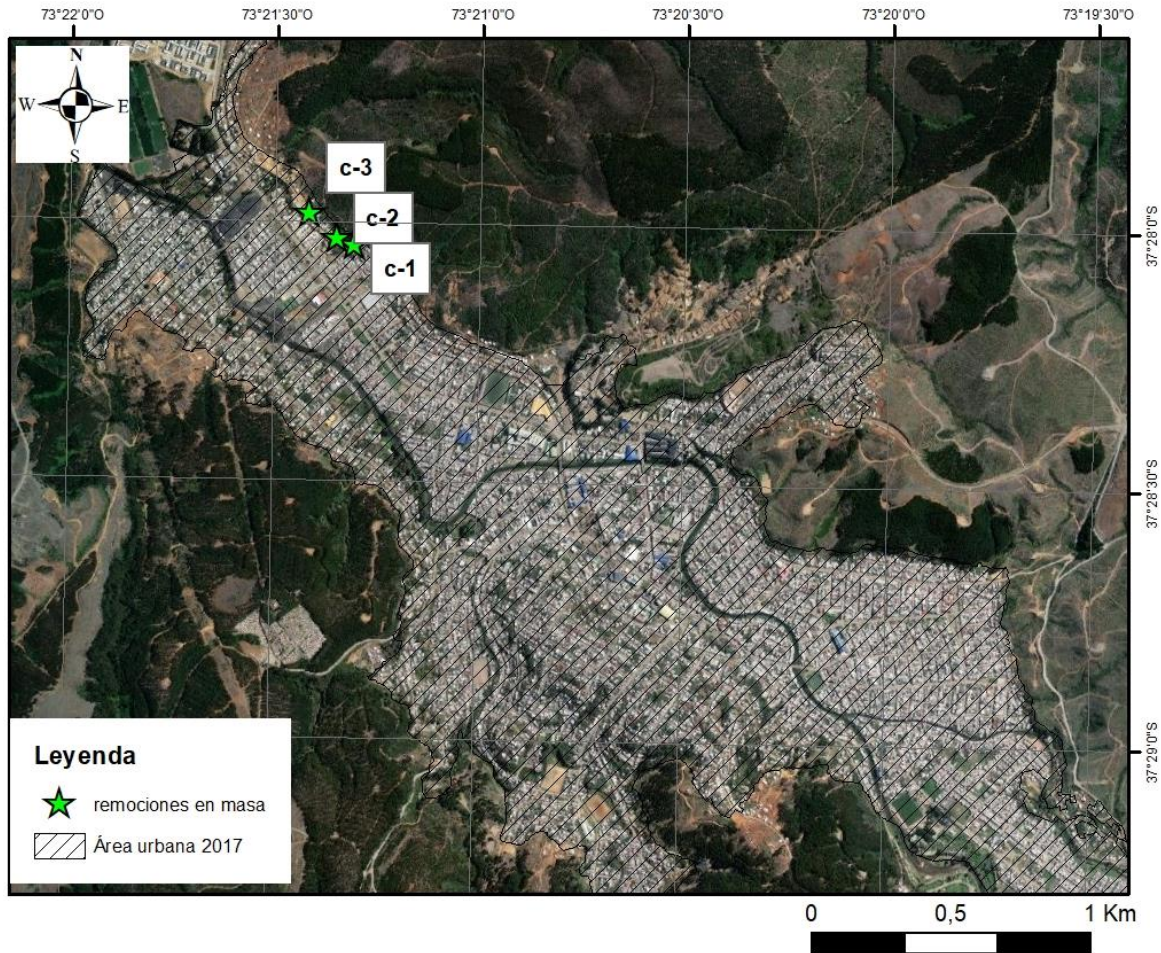 73°22'0"O 73°21'30"O 73°21'0"O 73°20'30"O 73°20'0"O 73°19'30"O
N
W E
S
c-3
c-2
c-1
37°28'0"S
37°28'30"S
37°29'0"S
Leyenda
remociones en masa
Área urbana 2017
0 0,5 1 Km